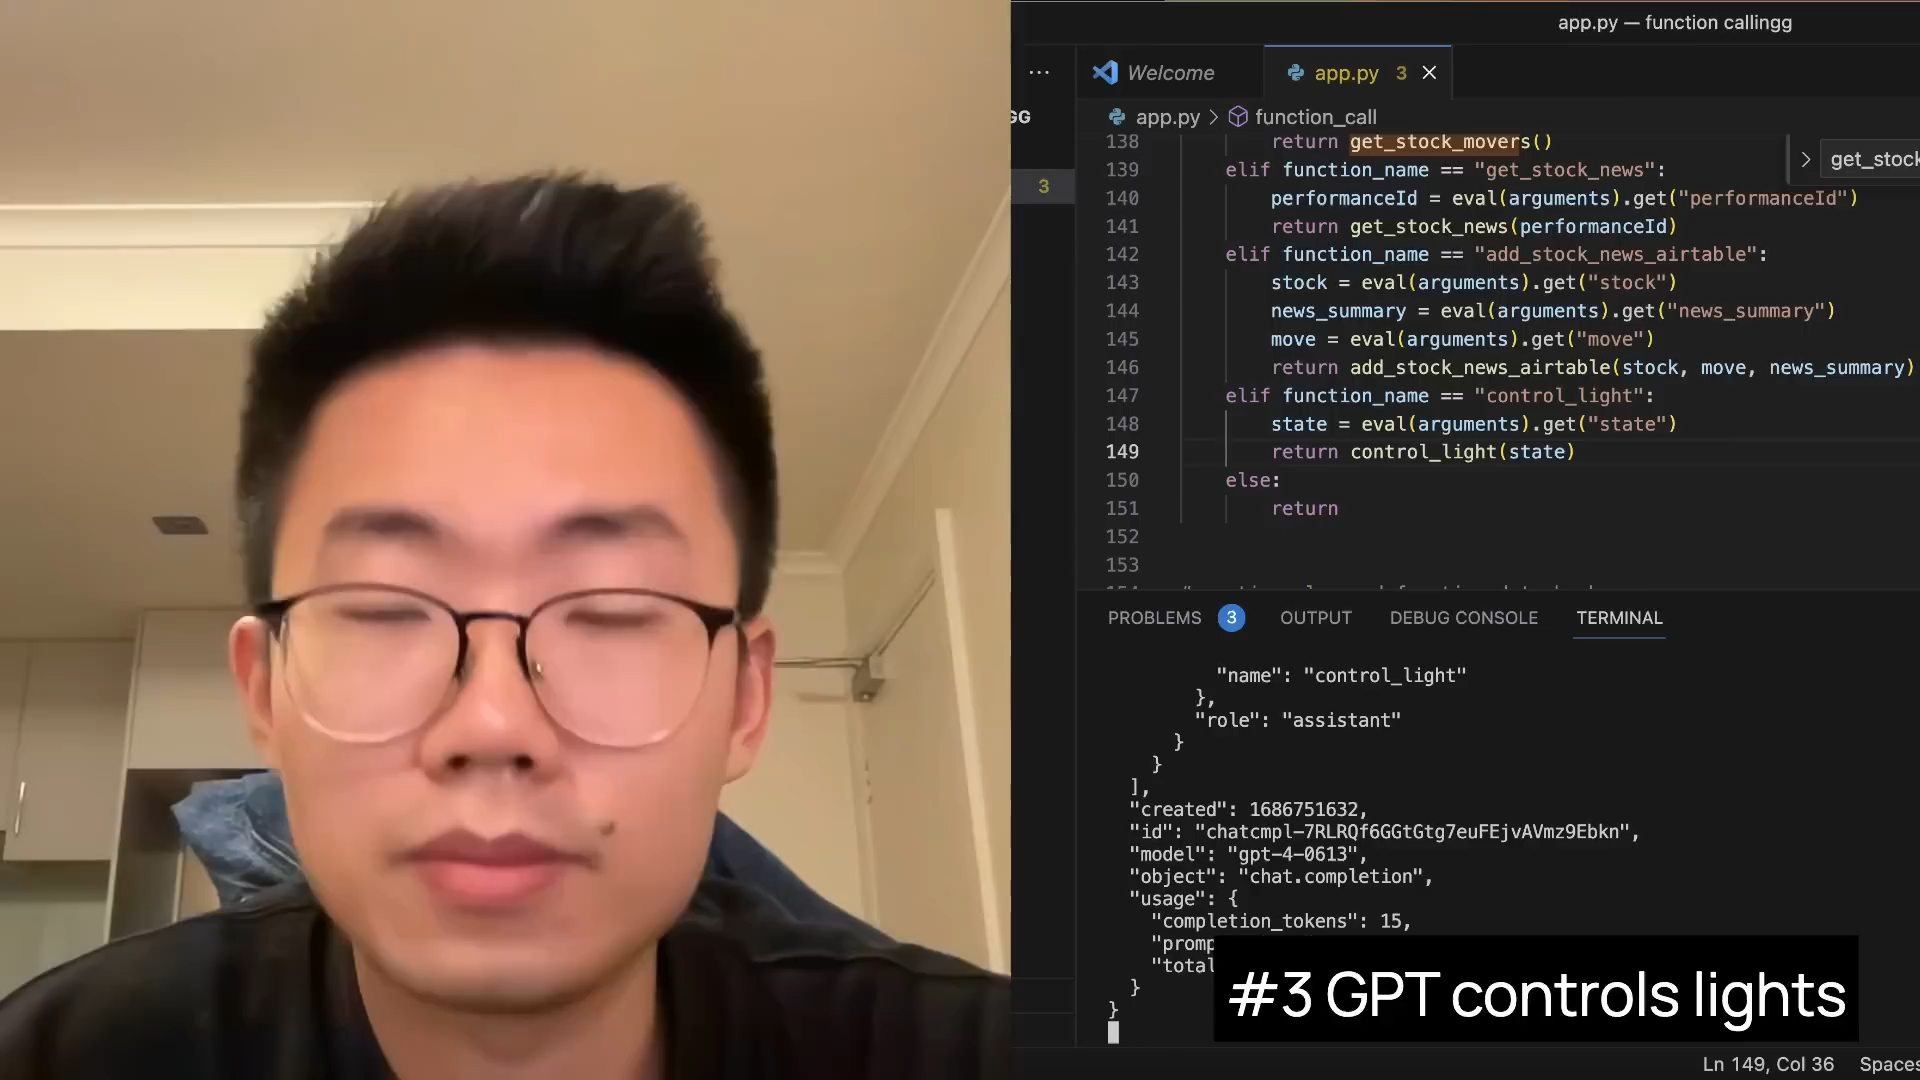 app.py — function callingg
··· Welcome app.py 3
GG
app.py > function_call
138 return get_stock_movers()
139 elif function_name == "get_stock_news":
get_stock
3
140 performanceId = eval(arguments).get("performanceId")
141 return get_stock_news(performanceId)
142 elif function_name == "add_stock_news_airtable":
143 stock = eval(arguments).get("stock")
144 news_summary = eval(arguments).get("news_summary")
145 move = eval(arguments).get("move")
146 return add_stock_news_airtable(stock, move, news_summary)
147 elif function_name == "control_light":
148 state = eval(arguments).get("state")
149 return control_light(state)
150 else:
151 return
152
153
PROBLEMS 3 OUTPUT DEBUG CONSOLE TERMINAL
"name": "control_light"
},
"role": "assistant"
}
}
],
"created": 1686751632,
"id": "chatcmpl-7RLRQf6GGtGtg7euFEjvAVmz9Ebkn",
"model": "gpt-4-0613",
"object": "chat.completion",
"usage": {
"completion_tokens": 15,
"promp
"total
}
}
#3 GPT controls lights
Ln 149, Col 36 Spaces